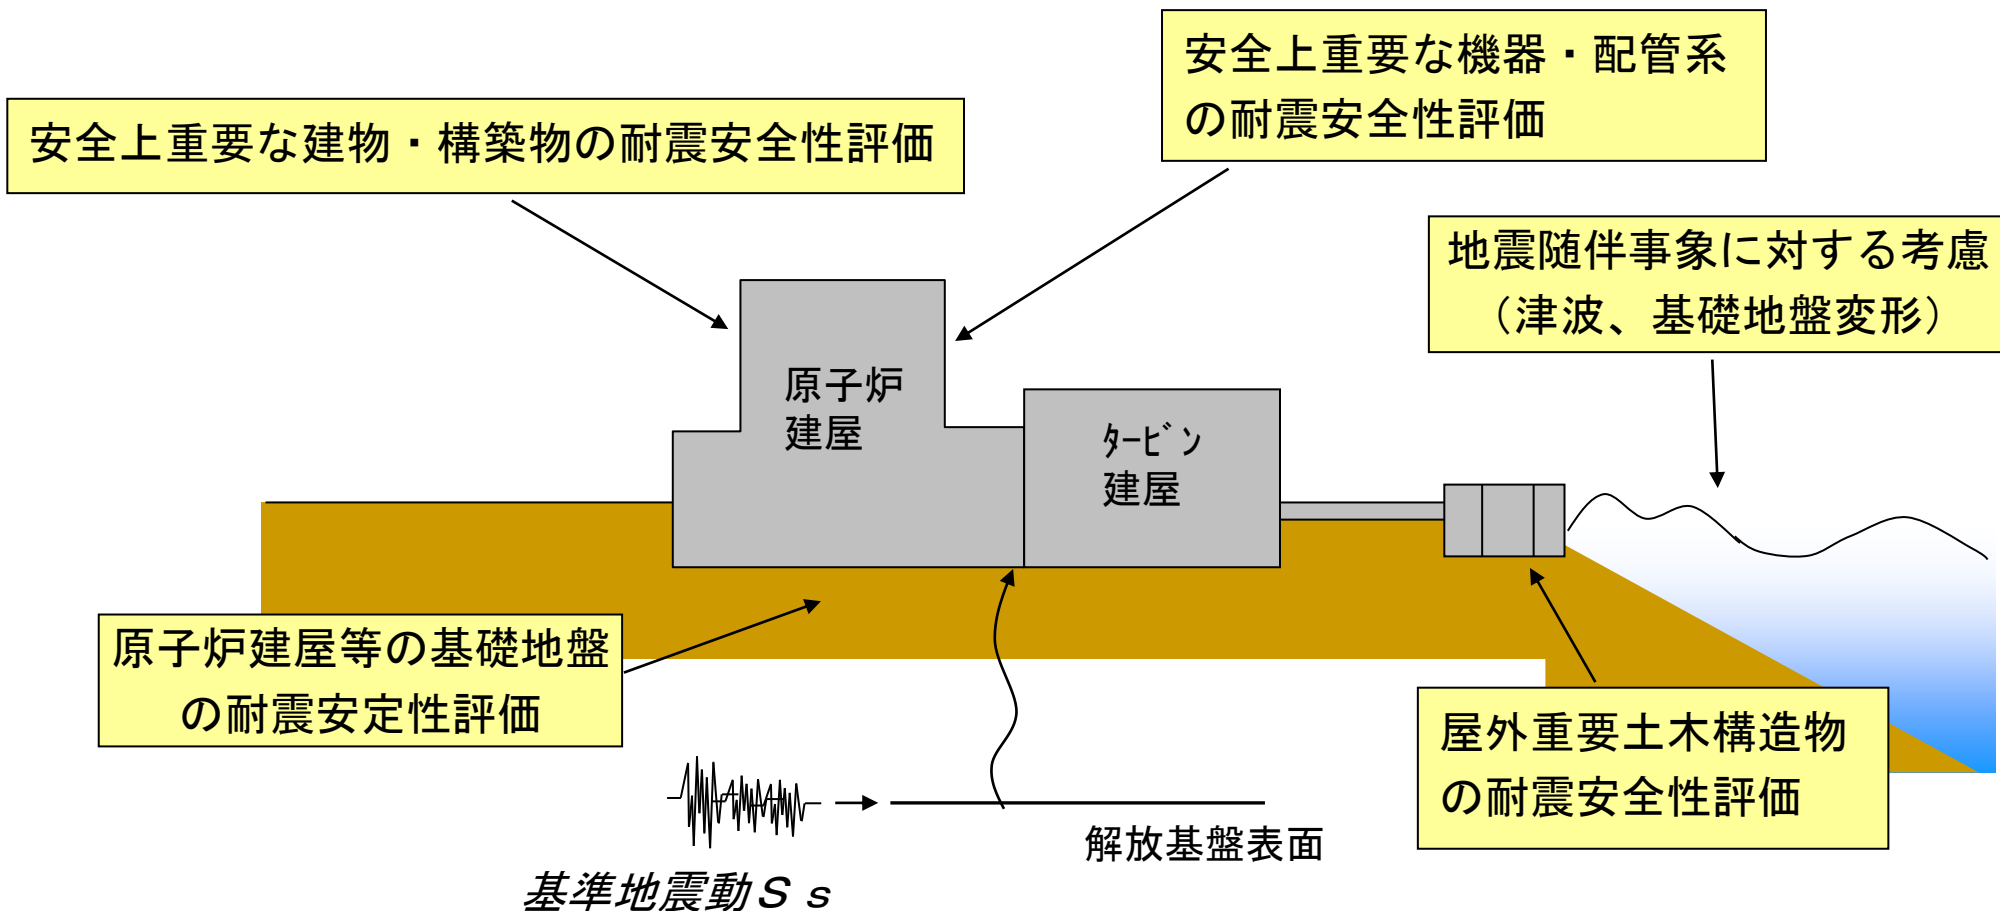 安全上重要な機器・配管系
の耐震安全性評価
安全上重要な建物・構築物の耐震安全性評価
地震随伴事象に対する考慮
（津波、基礎地盤変形）
原子炉
建屋
ﾀｰﾋﾞﾝ
建屋
原子炉建屋等の基礎地盤
の耐震安定性評価
屋外重要土木構造物
の耐震安全性評価
解放基盤表面
基準地震動Ｓｓ